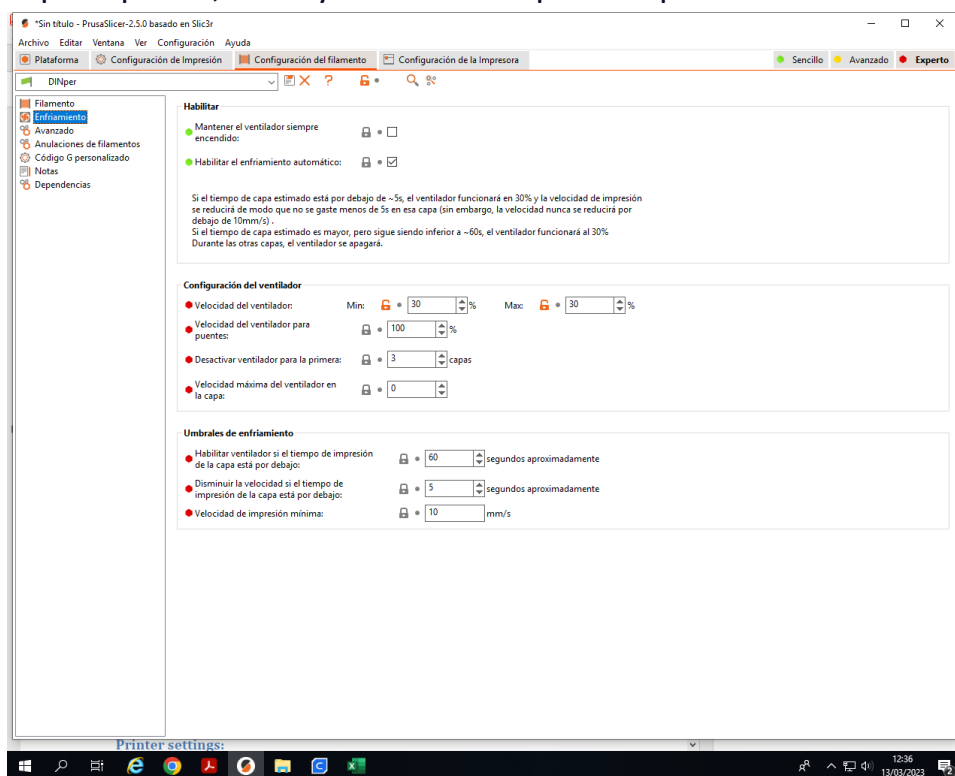 *Sin título - PrusaSlicer-2.5.0 basado en Slic3r
Archivo Editar Ventana Ver Configuración Ayuda
Plataforma Configuración de Impresión Configuración del filamento Configuración de la Impresora Sencillo Avanzado Experto
DINper
Filamento
Enfriamiento
Avanzado
Anulaciones de filamentos
Código G personalizado
Notas
Dependencias
Habilitar
Mantener el ventilador siempre
encendido:
Habilitar el enfriamiento automático:
Si el tiempo de capa estimado está por debajo de ~5s, el ventilador funcionará en 30% y la velocidad de impresión
se reducirá de modo que no se gaste menos de 5s en esa capa (sin embargo, la velocidad nunca se reducirá por
debajo de 10mm/s) .
Si el tiempo de capa estimado es mayor, pero sigue siendo inferior a ~60s, el ventilador funcionará al 30%
Durante las otras capas, el ventilador se apagará.
Configuración del ventilador
Velocidad del ventilador: Min: 30 % Max: 30 %
Velocidad del ventilador para
puentes: 100 %
Desactivar ventilador para la primera: 3 capas
Velocidad máxima del ventilador en
la capa: 0
Umbrales de enfriamiento
Habilitar ventilador si el tiempo de impresión
de la capa está por debajo: 60 segundos aproximadamente
Disminuir la velocidad si el tiempo de
impresión de la capa está por debajo: 5 segundos aproximadamente
Velocidad de impresión mínima: 10 mm/s
Printer settings:
12:36
13/03/2023
2